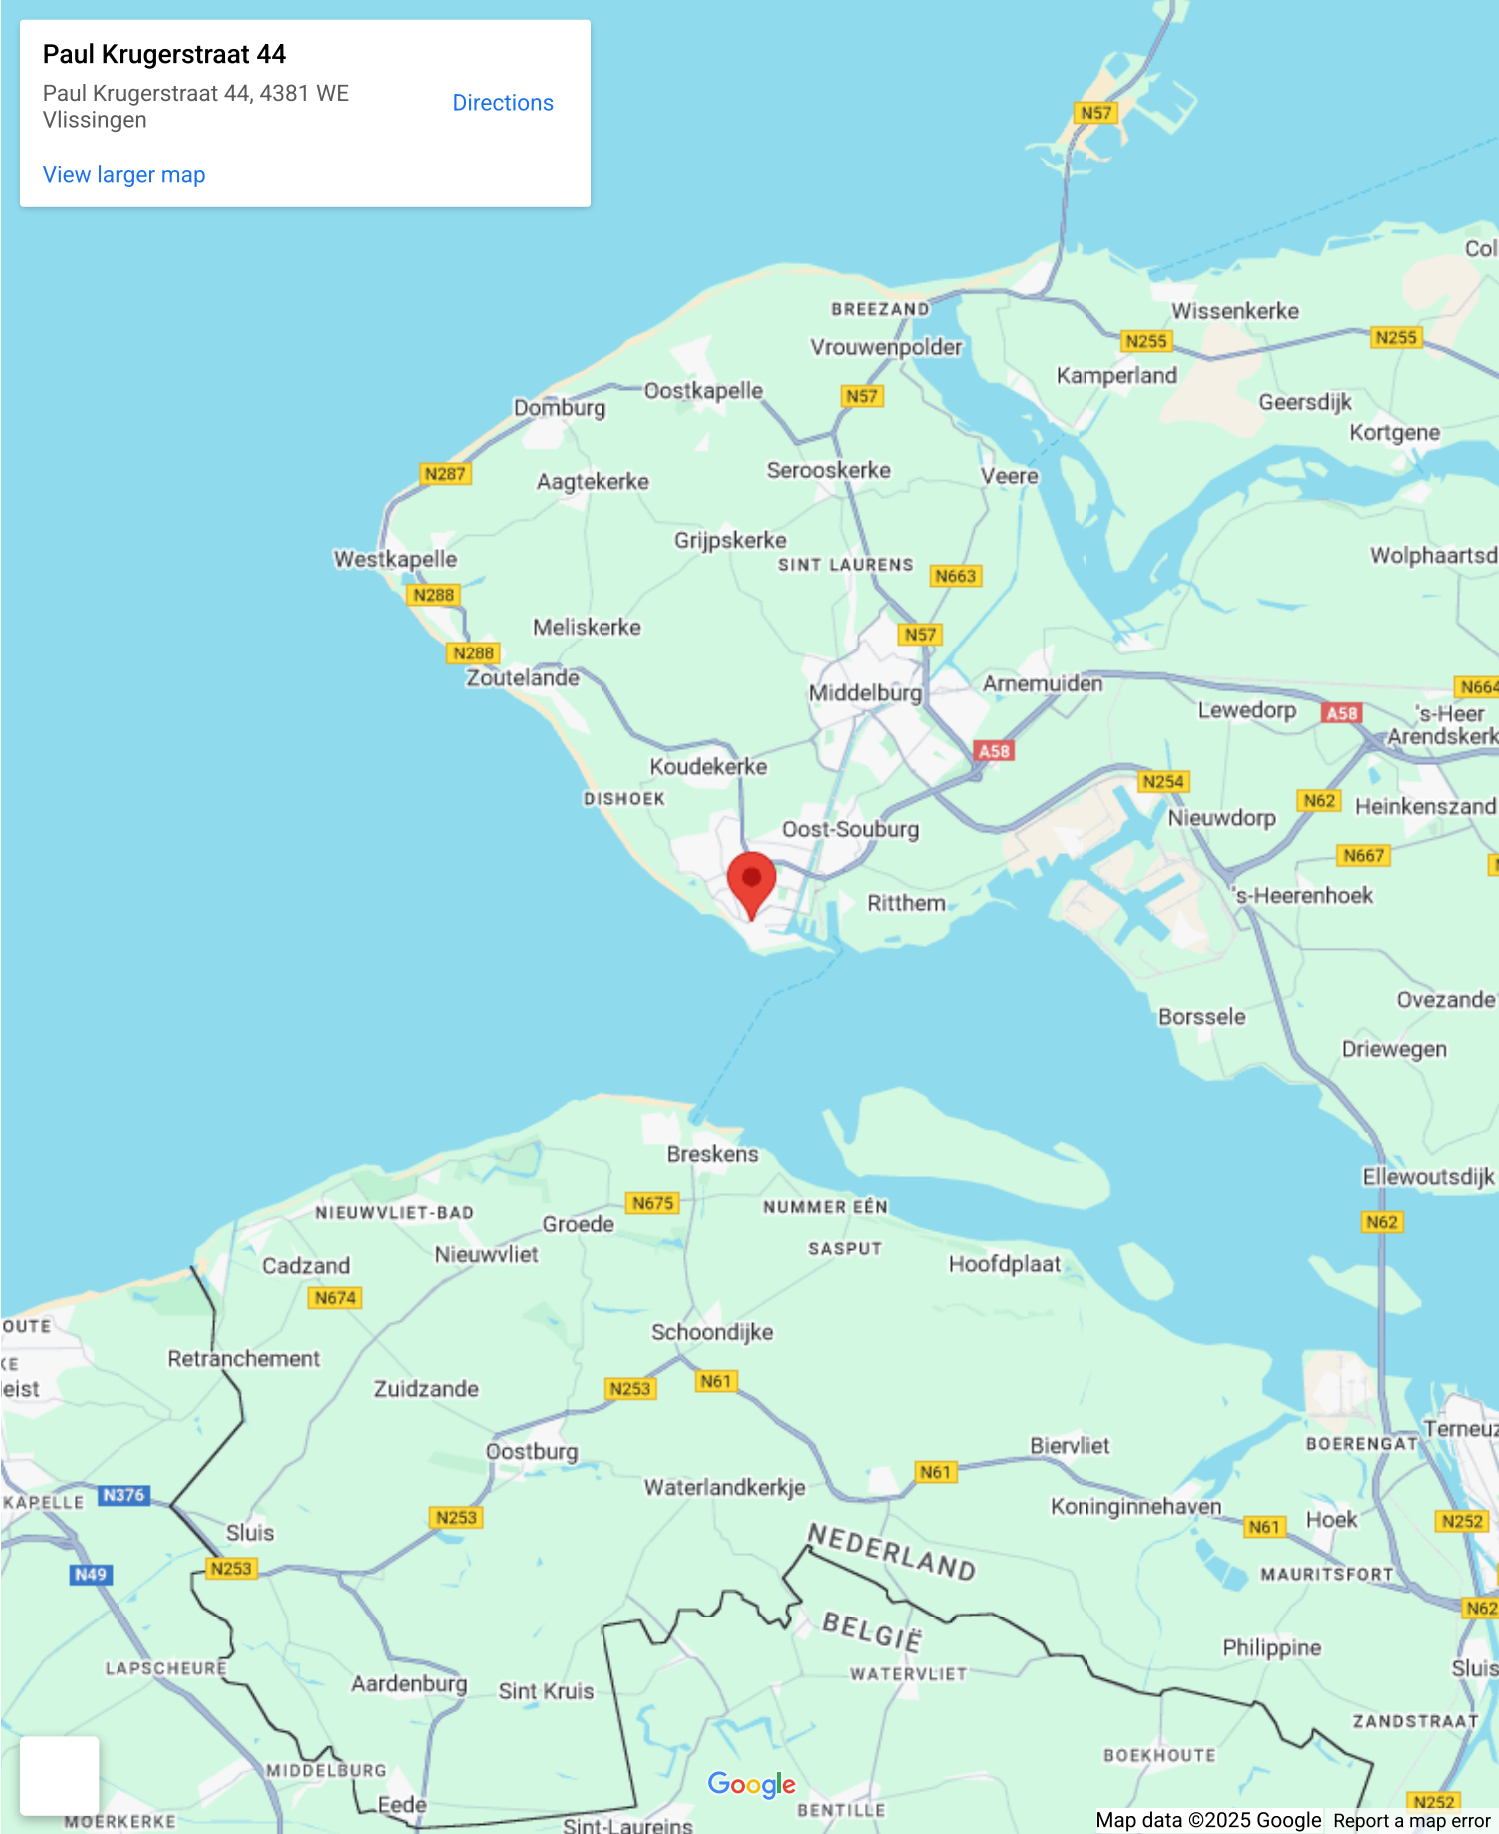 Paul Krugerstraat 44
Paul Krugerstraat 44, 4381 WE
Vlissingen
Directions
View larger map
N57
Col
BREEZAND
Wissenkerke
Vrouwenpolder
N255
N255
Kamperland
Oostkapelle
N57
Domburg
Geersdijk
Kortgene
N287
Serooskerke
Veere
Aagtekerke
Grijpskerke
Westkapelle
SINT LAURENS
Wolphaartsd
N663
N288
Meliskerke
N57
N288
Zoutelande
Middelburg
Arnemuiden
N664
Lewedorp
A58
's-Heer
Arendskerk
A58
Koudekerke
N254
DISHOEK
N62
Heinkenszand
Oost-Souburg
Nieuwdorp
N667
Ritthem
's-Heerenhoek
Ovezande
Borssele
Driewegen
Breskens
Ellewoutsdijk
N675
NUMMER EÉN
NIEUWVLIET-BAD
Groede
N62
Nieuwvliet
SASPUT
Cadzand
Hoofdplaat
N674
OUTE
KE
Schoondijke
Retranchement
eist
Zuidzande
N253
N61
Terneuz
Oostburg
Biervliet
BOERENGAT
N61
Waterlandkerkje
KAPELLE
N376
Koninginnehaven
N253
Hoek
N252
Sluis
N61
NEDERLAND
N253
N49
MAURITSFORT
N62
BELGIË
Philippine
LAPSCHEURE
WATERVLIET
Sluis
Aardenburg
Sint Kruis
ZANDSTRAAT
BOEKHOUTE
MIDDELBURG
Google
Eede
BENTILLE
N252
MOERKERKE
Sint-Laureins
Map data ©2025 Google
Report a map error